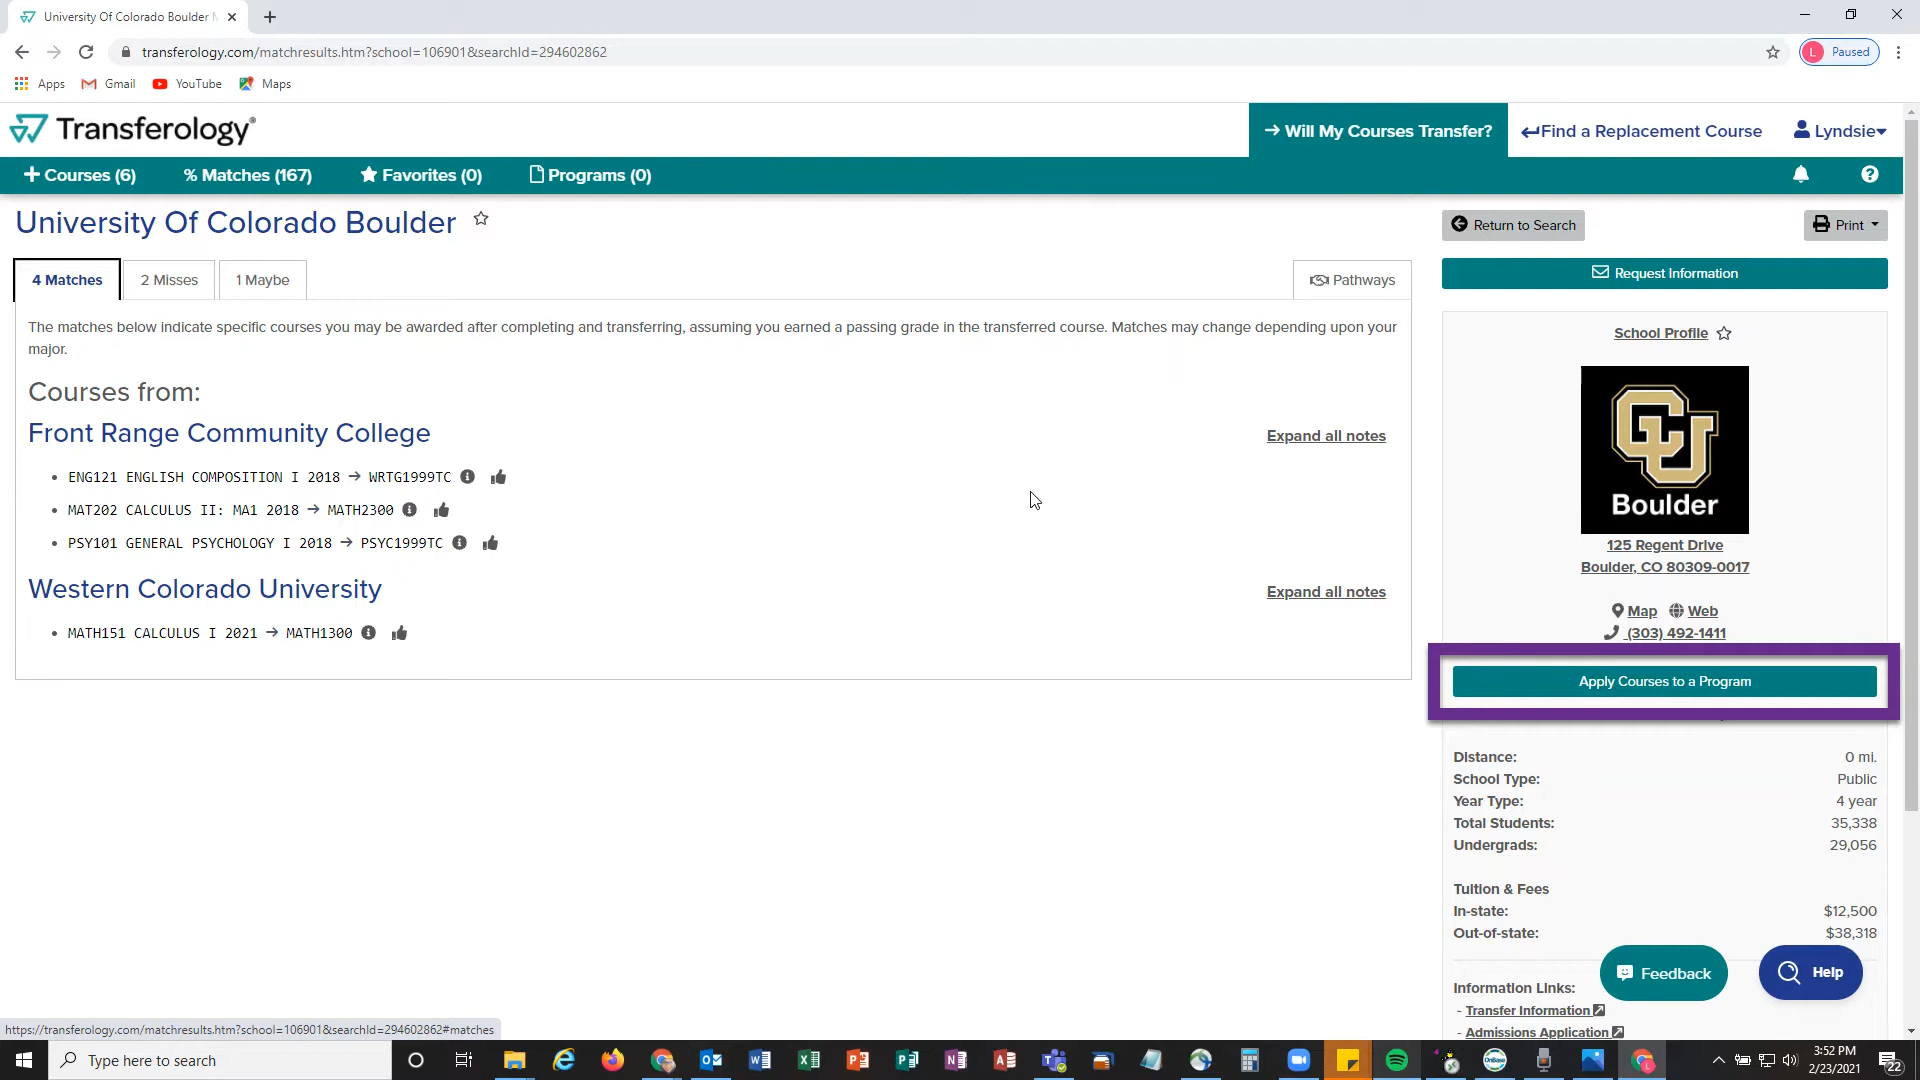 University Of Colorado Boulder M
transferology.com/matchresults.htm?school=106901&searchId=294602862
L Paused
Apps Gmail YouTube Maps
Transferology®
Will My Courses Transfer? Find a Replacement Course Lyndsie
Courses (6) % Matches (167) Favorites (0) Programs (0)
University Of Colorado Boulder
Return to Search Print
4 Matches 2 Misses 1 Maybe Pathways
Request Information
The matches below indicate specific courses you may be awarded after completing and transferring, assuming you earned a passing grade in the transferred course. Matches may change depending upon your
major.
Courses from:
Front Range Community College
Expand all notes
ENG121 ENGLISH COMPOSITION I 2018 → WRTG1999TC
MAT202 CALCULUS II: MA1 2018 → MATH2300
PSY101 GENERAL PSYCHOLOGY I 2018 → PSYC1999TC
Western Colorado University
Expand all notes
MATH151 CALCULUS I 2021 → MATH1300
School Profile
CU
Boulder
125 Regent Drive
Boulder, CO 80309-0017
Map Web
(303) 492-1411
Apply Courses to a Program
Distance: 0 mi.
School Type: Public
Year Type: 4 year
Total Students: 35,338
Undergrads: 29,056
Tuition & Fees
In-state: $12,500
Out-of-state: $38,318
Information Links:
- Transfer Information
- Admissions Application
Feedback
Help
https://transferology.com/matchresults.htm?school=106901&searchId=294602862#matches
Type here to search
3:52 PM
2/23/2021
22